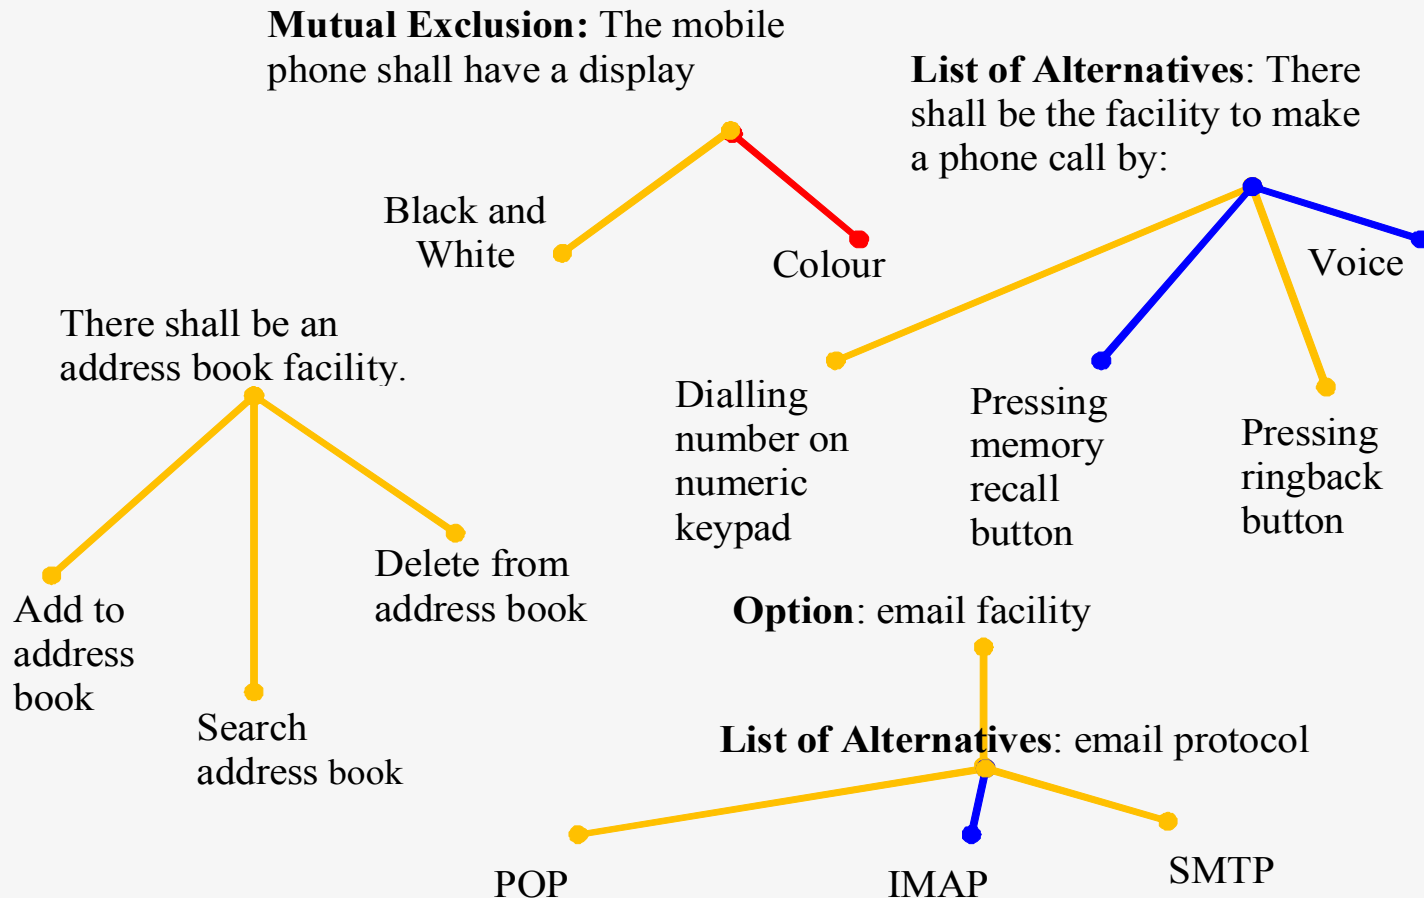 Mutual Exclusion: The mobile
phone shall have a display
Black and
White
Colour
List of Alternatives: There
shall be the facility to make
a phone call by:
Voice
Dialling
number on
numeric
keypad
Pressing
memory
recall
button
Pressing
ringback
button
There shall be an
address book facility.
Add to
address
book
Search
address book
Delete from
address book
Option: email facility
List of Alternatives: email protocol
POP
IMAP
SMTP